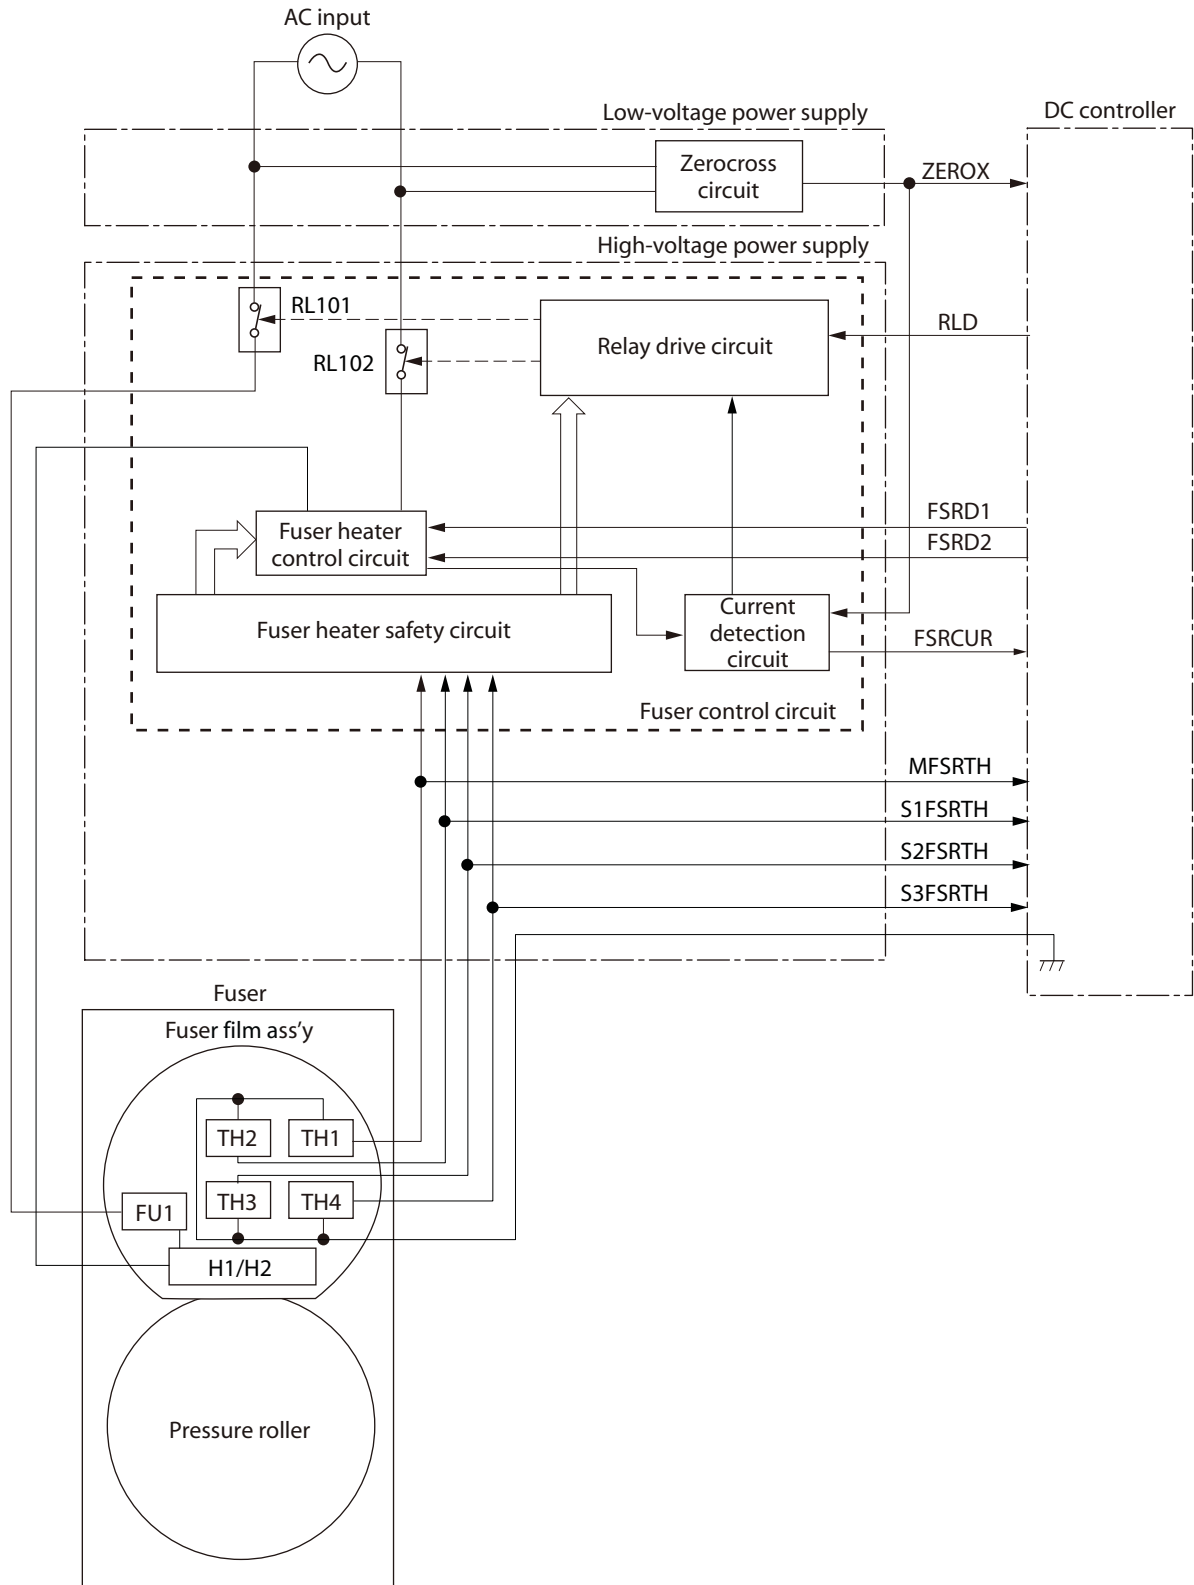 AC input
Low-voltage power supply
DC controller
Zerocross
circuit
ZEROX
High-voltage power supply
RL101
Relay drive circuit
RLD
RL102
FSRD1
Fuser heater
control circuit
FSRD2
Fuser heater safety circuit
Current
detection
circuit
FSRCUR
Fuser control circuit
MFSRTH
S1FSRTH
S2FSRTH
S3FSRTH
Fuser
Fuser film ass'y
TH2
TH1
TH3
TH4
FU1
H1/H2
Pressure roller